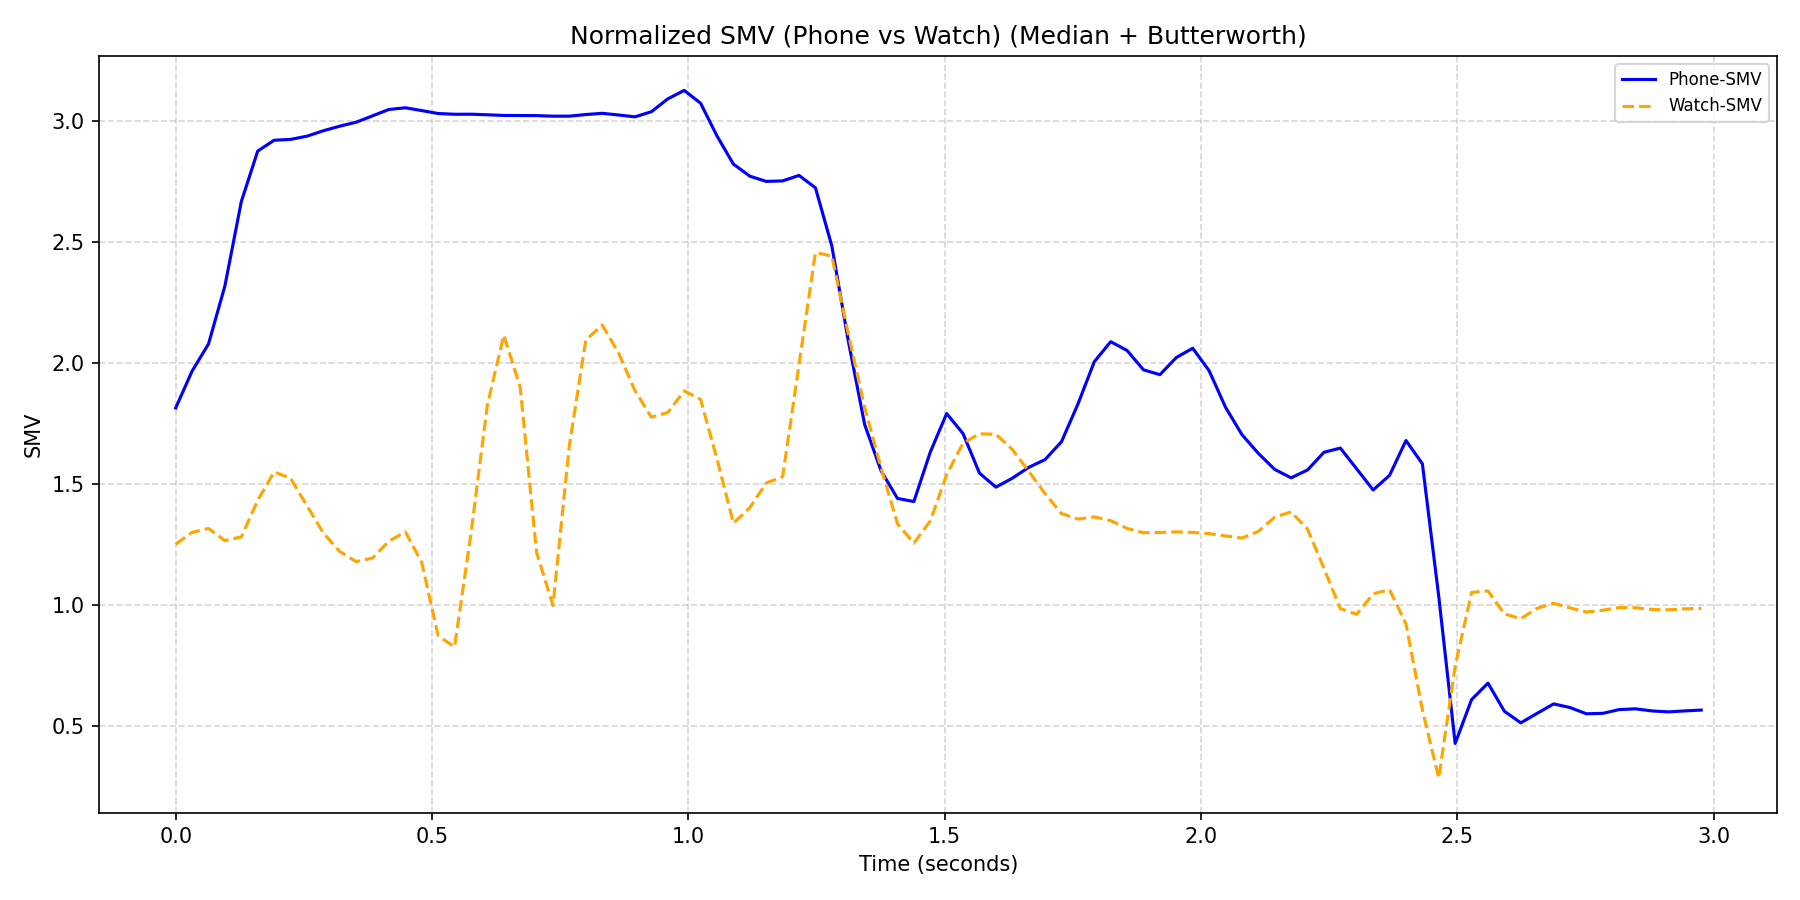 Normalized SMV (Phone vs Watch) (Median + Butterworth)
Phone-SMV
Watch-SMV
SMV
3.0
2.5
2.0
1.5
1.0
0.5
0.0 0.5 1.0 1.5 2.0 2.5 3.0
Time (seconds)